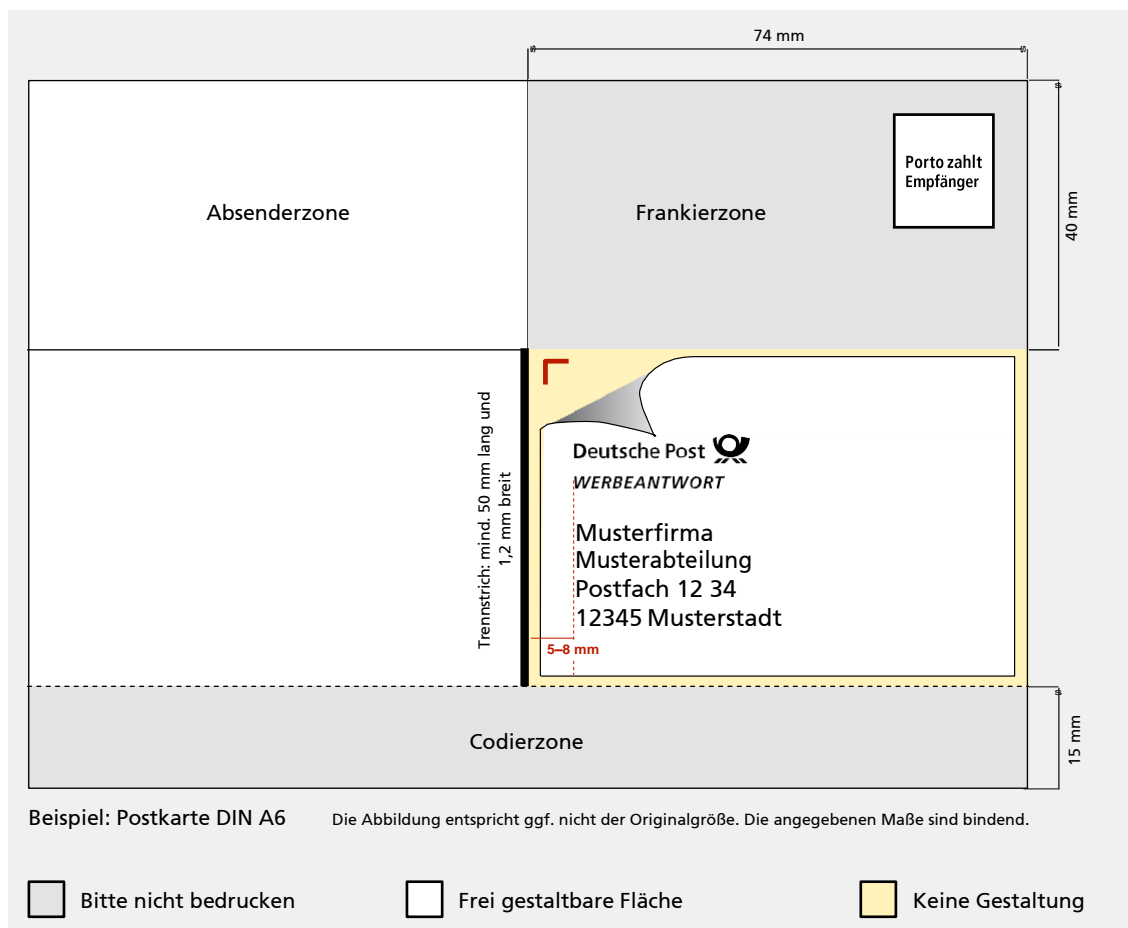 74 mm
Absenderzone
Frankierzone
Porto zahlt
Empfänger
40 mm
Trennstrich: mind. 50 mm lang und
1,2 mm breit
Deutsche Post
WERBEANTWORT
Musterfirma
Musterabteilung
Postfach 12 34
12345 Musterstadt
5–8 mm
Codierzone
15 mm
Beispiel: Postkarte DIN A6
Die Abbildung entspricht ggf. nicht der Originalgröße. Die angegebenen Maße sind bindend.
Bitte nicht bedrucken
Frei gestaltbare Fläche
Keine Gestaltung